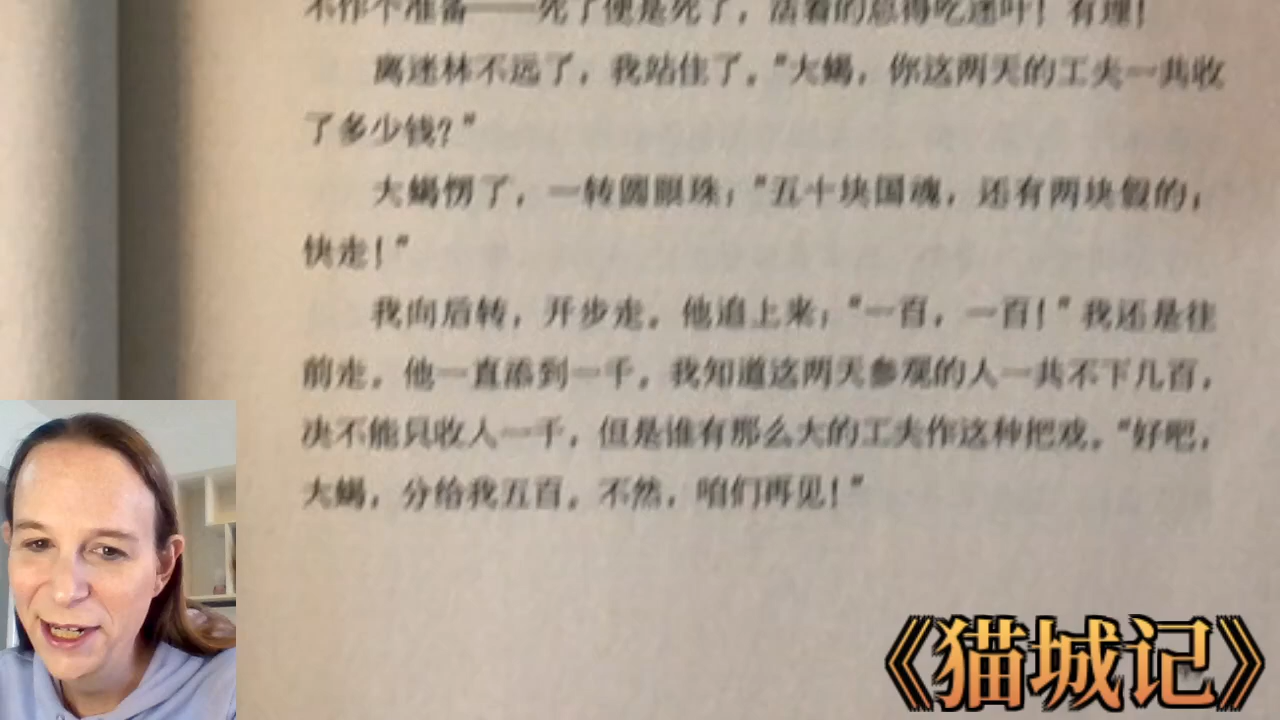 不作个准备——死了便是死了，活着的总得吃迷叶！有理！
离迷林不远了，我站住了。“大蝎，你这两天的工夫一共收
了多少钱？”
大蝎愣了，一转圆眼珠：“五十块国魂，还有两块假的；
快走！”
我向后转，开步走。他追上来：“一百，一百！”我还是往
前走。他一直添到一千。我知道这两天参观的人一共不下几百，
决不能只收入一千，但是谁有那么大的工夫作这种把戏。“好吧，
大蝎，分给我五百。不然，咱们再见！”
《猫城记》